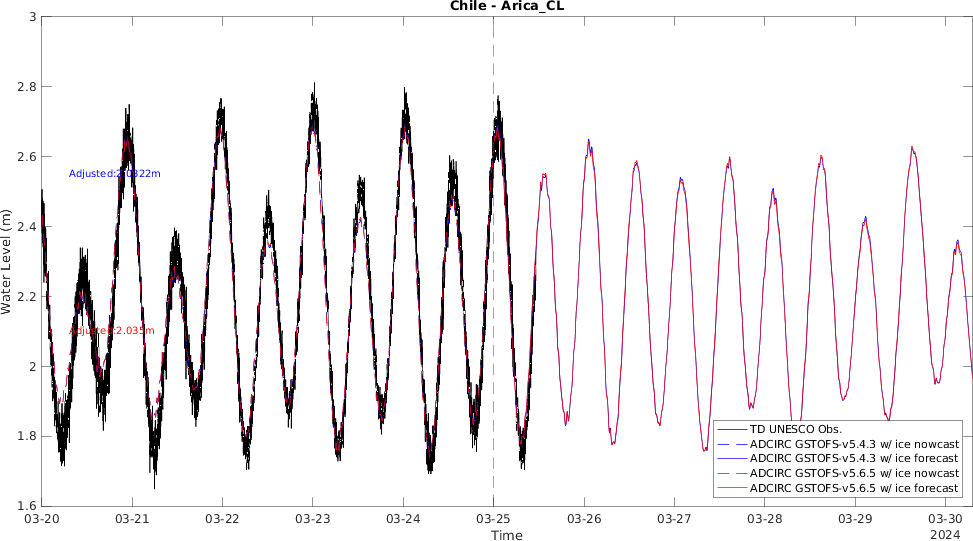 Chile - Arica_CL
3
2.8
2.6
2.4
2.2
2
1.8
1.6
Water Level (m)
Adjusted:2.0322m
Adjusted:2.035m
TD UNESCO Obs.
ADCIRC GSTOFS-v5.4.3 w/ ice nowcast
ADCIRC GSTOFS-v5.4.3 w/ ice forecast
ADCIRC GSTOFS-v5.6.5 w/ ice nowcast
ADCIRC GSTOFS-v5.6.5 w/ ice forecast
03-20 03-21 03-22 03-23 03-24 03-25 03-26 03-27 03-28 03-29 03-30
Time
2024